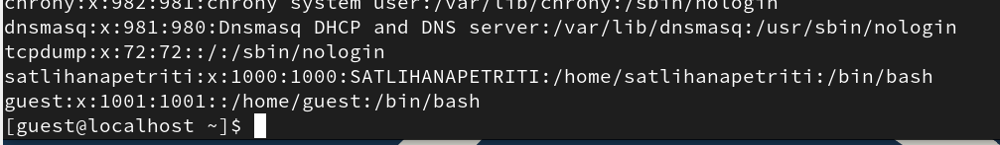 chrony:x:982:981:chrony system user:/var/lib/chrony:/sbin/nologin
dnsmasq:x:981:980:Dnsmasq DHCP and DNS server:/var/lib/dnsmasq:/usr/sbin/nologin
tcpdump:x:72:72::/:/sbin/nologin
satlihanapetriti:x:1000:1000:SATLIHANAPETRITI:/home/satlihanapetriti:/bin/bash
guest:x:1001:1001::/home/guest:/bin/bash
[guest@localhost ~]$